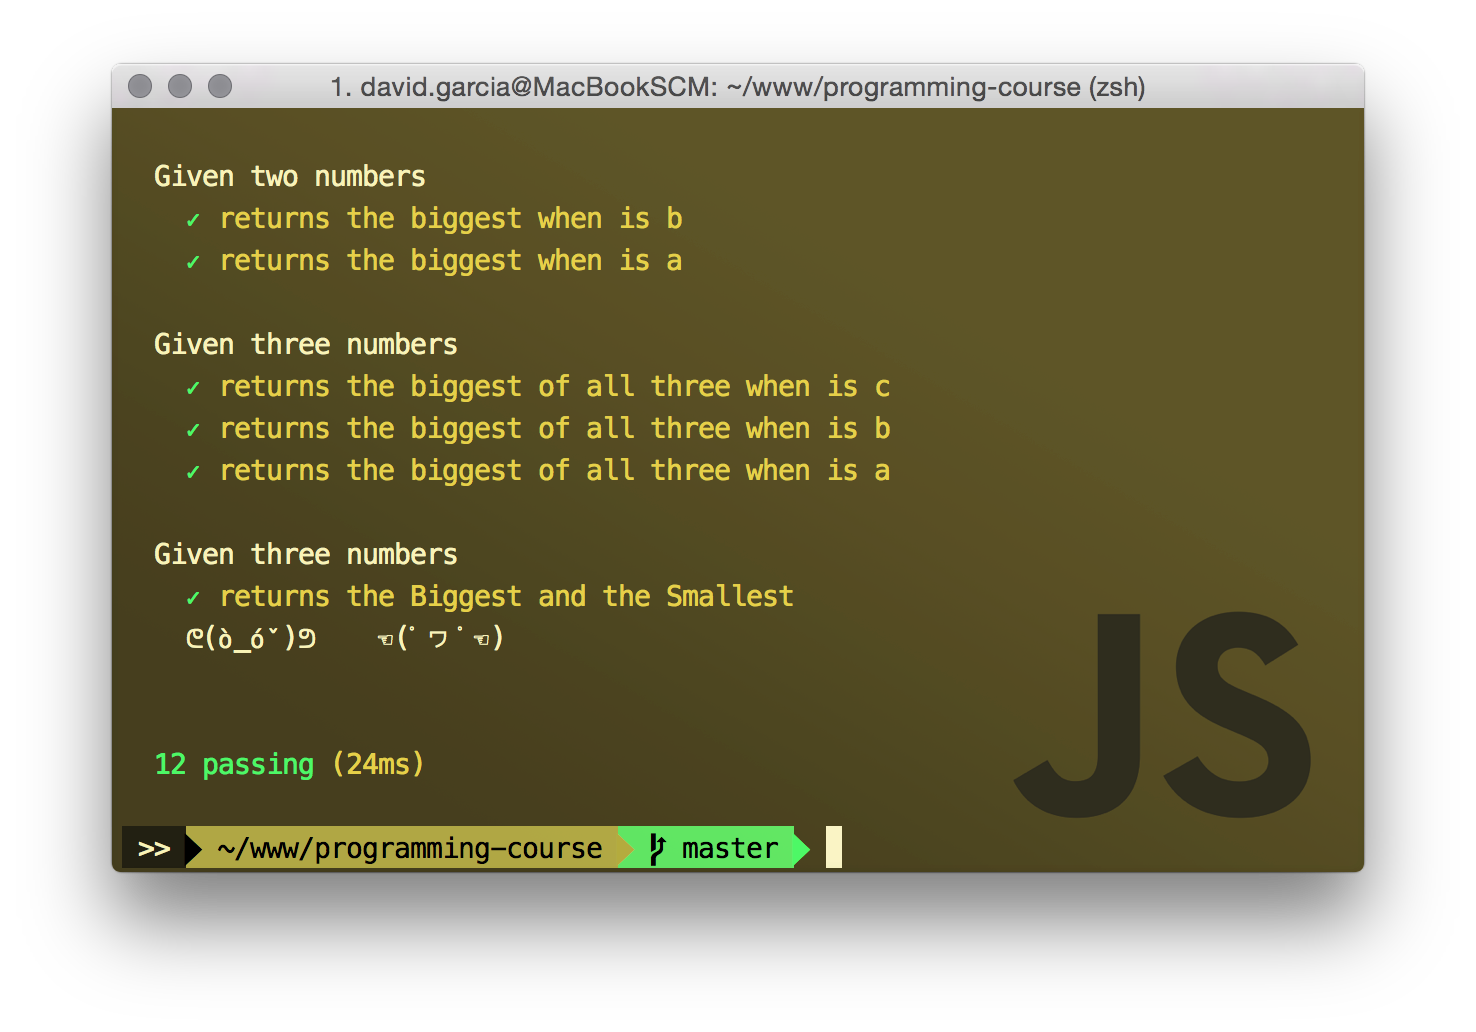 1. david.garcia@MacBookSCM: ~/www/programming-course (zsh)
Given two numbers
✓ returns the biggest when is b
✓ returns the biggest when is a
Given three numbers
✓ returns the biggest of all three when is c
✓ returns the biggest of all three when is b
✓ returns the biggest of all three when is a
Given three numbers
✓ returns the Biggest and the Smallest
ᕦ(ò_óˇ)ᕤ ☜(ﾟヮﾟ☜)
12 passing (24ms)
>> ~/www/programming-course master
JS